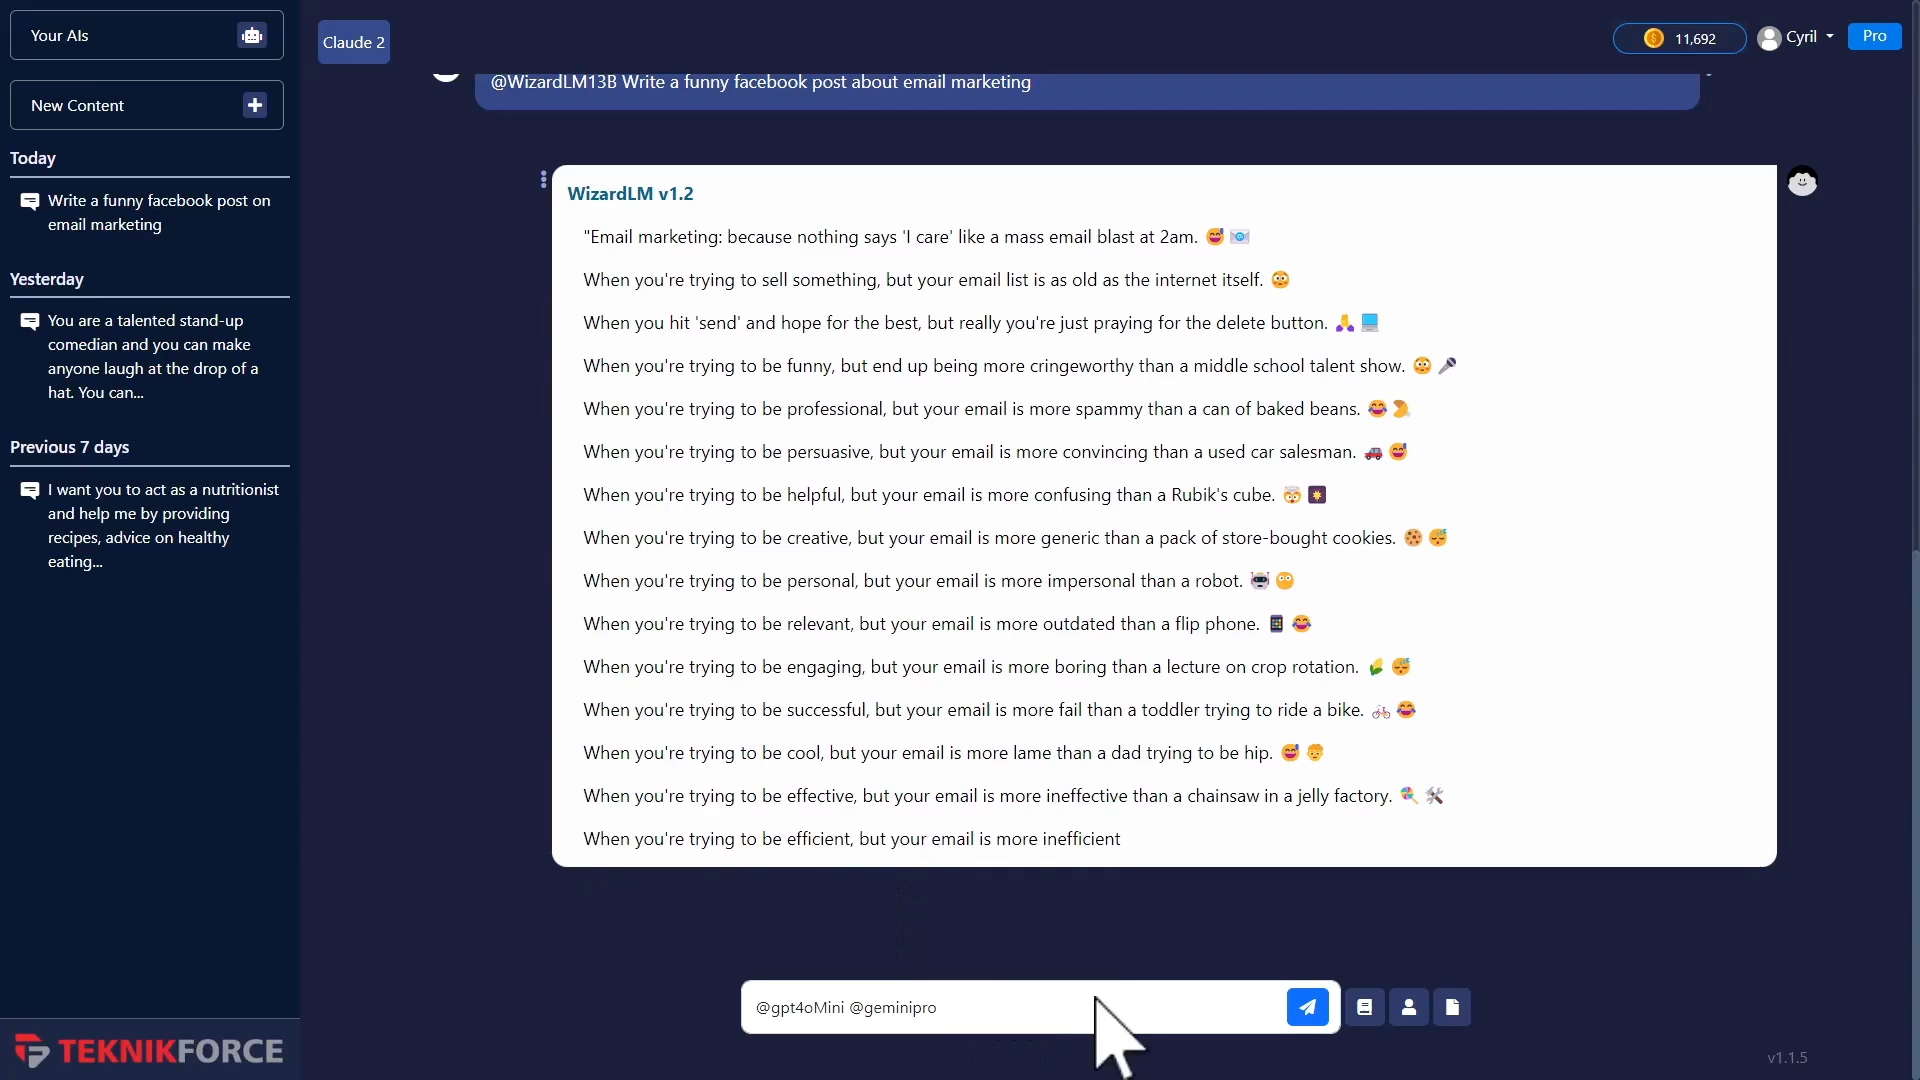 Your AIs
Claude 2
11,692
Cyril
Pro
New Content
Today
Write a funny facebook post on
email marketing
Yesterday
You are a talented stand-up
comedian and you can make
anyone laugh at the drop of a
hat. You can...
Previous 7 days
I want you to act as a nutritionist
and help me by providing
recipes, advice on healthy
eating...
TEKNIKFORCE
@WizardLM13B Write a funny facebook post about email marketing
WizardLM v1.2
"Email marketing: because nothing says 'I care' like a mass email blast at 2am. 😅 📧
When you're trying to sell something, but your email list is as old as the internet itself. 😳
When you hit 'send' and hope for the best, but really you're just praying for the delete button. 🙏 💻
When you're trying to be funny, but end up being more cringeworthy than a middle school talent show. 😳 🎤
When you're trying to be professional, but your email is more spammy than a can of baked beans. 😂 🥠
When you're trying to be persuasive, but your email is more convincing than a used car salesman. 🚗 😅
When you're trying to be helpful, but your email is more confusing than a Rubik's cube. 🤯 🎆
When you're trying to be creative, but your email is more generic than a pack of store-bought cookies. 🍪 😴
When you're trying to be personal, but your email is more impersonal than a robot. 🤖 😶
When you're trying to be relevant, but your email is more outdated than a flip phone. 📱 😂
When you're trying to be engaging, but your email is more boring than a lecture on crop rotation. 🌽 😴
When you're trying to be successful, but your email is more fail than a toddler trying to ride a bike. 🚲 😂
When you're trying to be cool, but your email is more lame than a dad trying to be hip. 😅 👨
When you're trying to be effective, but your email is more ineffective than a chainsaw in a jelly factory. 🍭 🛠
When you're trying to be efficient, but your email is more inefficient
@gpt4oMini @geminipro
v1.1.5